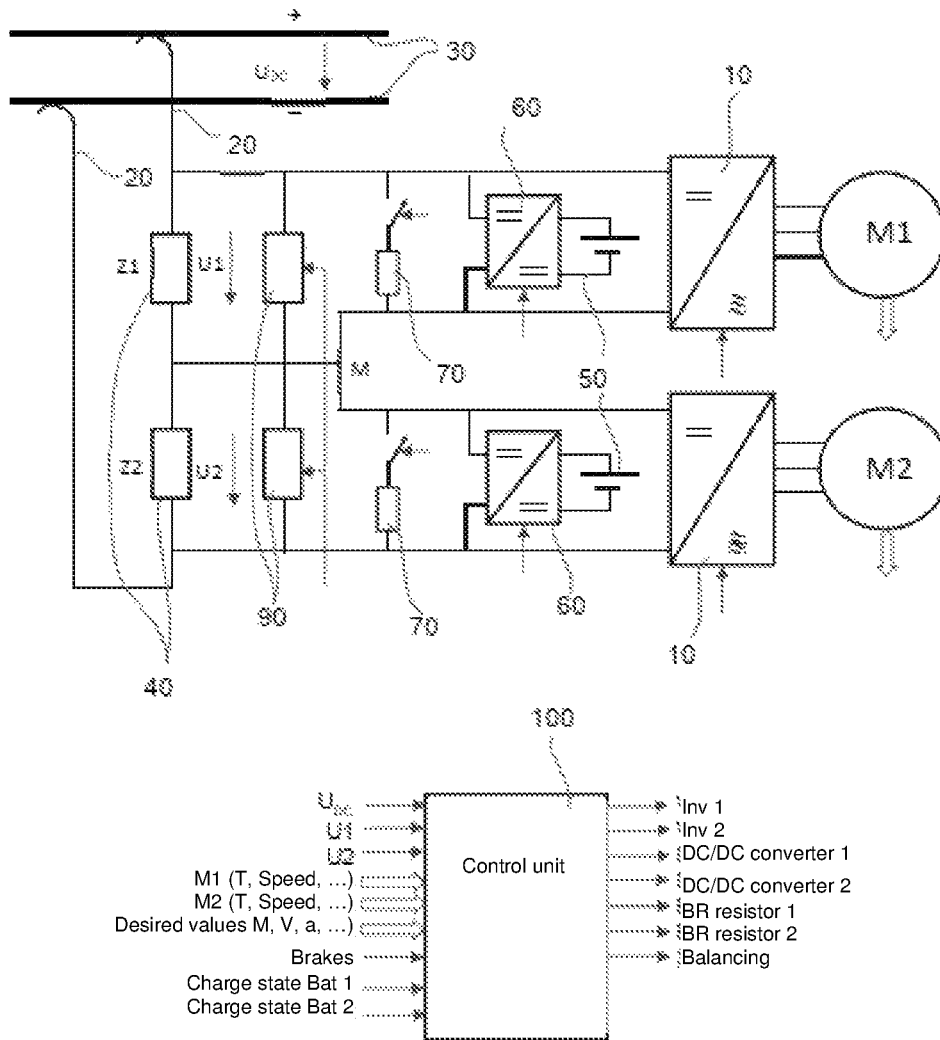 +
30
U_DC
–
20
20
60
10
M1
Z1
U1
70
50
M
Z2
U2
M2
40
90
70
60
10
100
Control unit
U_DC
U1
U2
M1 (T, Speed, ...)
M2 (T, Speed, ...)
Desired values M, V, a, ...)
Brakes
Charge state Bat 1
Charge state Bat 2
Inv 1
Inv 2
DC/DC converter 1
DC/DC converter 2
BR resistor 1
BR resistor 2
Balancing